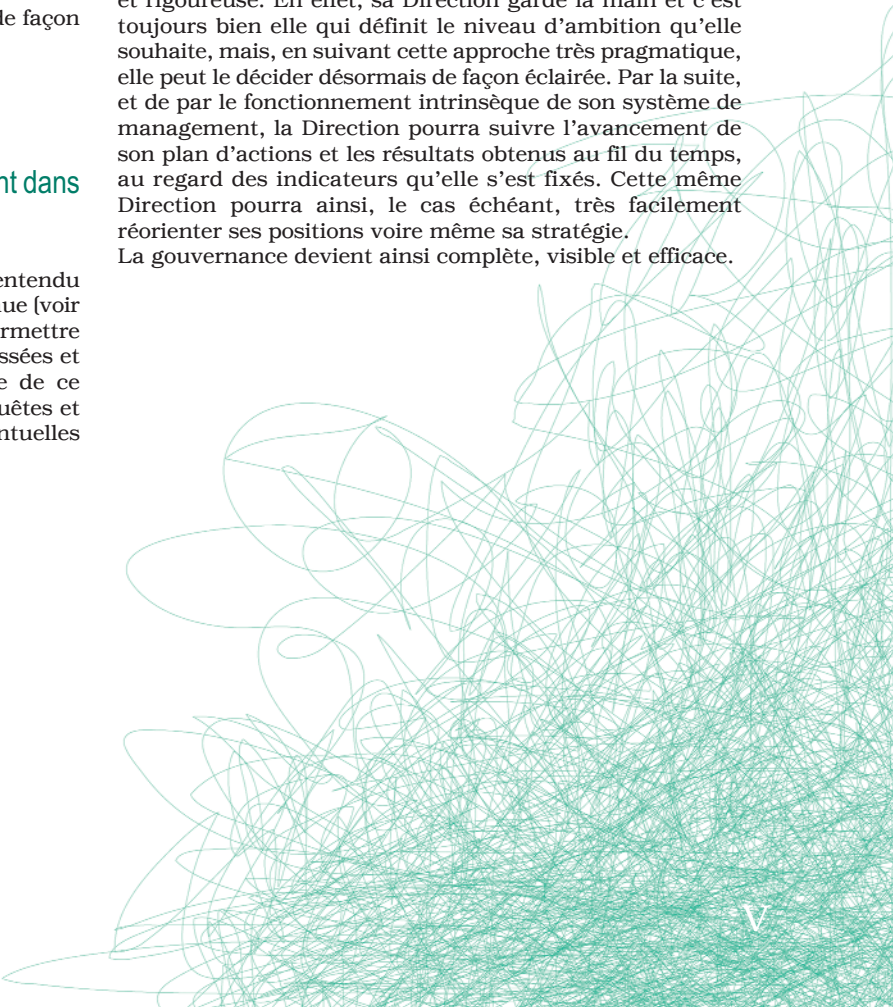 de façon
nt dans
entendu
ue (voir
rmettre
ssées et
e de ce
uêtes et
ntuelles
et rigoureuse. En effet, sa Direction garde la main et c'est
toujours bien elle qui définit le niveau d'ambition qu'elle
souhaite, mais, en suivant cette approche très pragmatique,
elle peut le décider désormais de façon éclairée. Par la suite,
et de par le fonctionnement intrinsèque de son système de
management, la Direction pourra suivre l'avancement de
son plan d'actions et les résultats obtenus au fil du temps,
au regard des indicateurs qu'elle s'est fixés. Cette même
Direction pourra ainsi, le cas échéant, très facilement
réorienter ses positions voire même sa stratégie.
La gouvernance devient ainsi complète, visible et efficace.
V